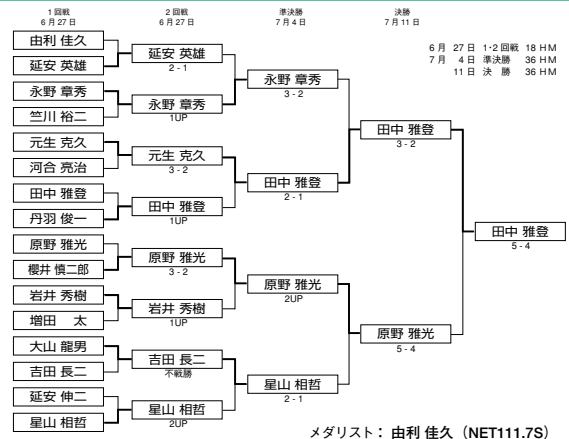 1回戦
6月27日
2回戦
6月27日
準決勝
7月4日
決勝
7月11日
6月 27日 1・2回戦 18HM
7月 4日 準決勝 36HM
11日 決 勝 36HM
由利 佳久
延安 英雄
永野 章秀
竺川 裕二
元生 克久
河合 亮治
田中 雅登
丹羽 俊一
原野 雅光
櫻井 慎二郎
岩井 秀樹
増田 太
大山 龍男
吉田 長二
延安 伸二
星山 相哲
延安 英雄
2 - 1
永野 章秀
1UP
元生 克久
3 - 2
田中 雅登
1UP
原野 雅光
3 - 2
岩井 秀樹
1UP
吉田 長二
不戦勝
星山 相哲
2UP
永野 章秀
3 - 2
田中 雅登
2 - 1
原野 雅光
2UP
星山 相哲
2 - 1
田中 雅登
3 - 2
原野 雅光
5 - 4
田中 雅登
5 - 4
メダリスト： 由利 佳久（NET111.7S）